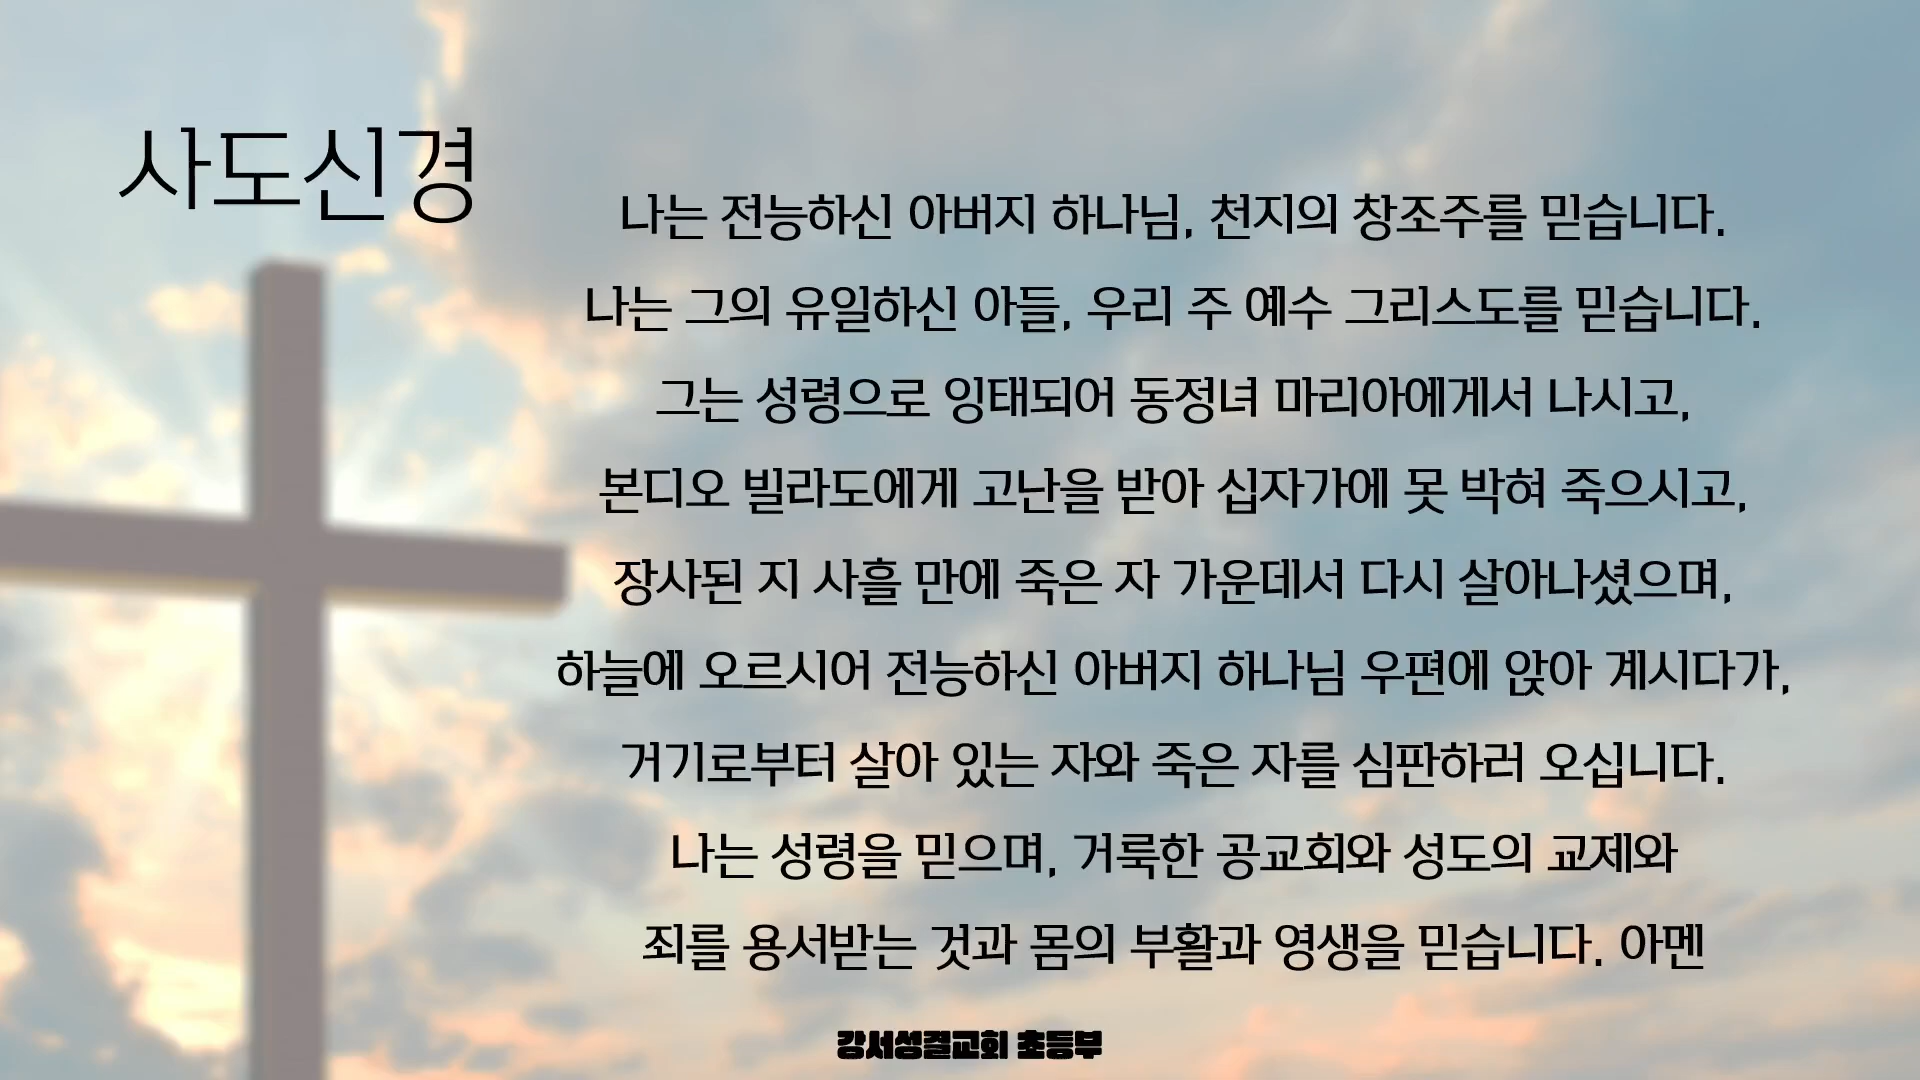 사도신경
나는 전능하신 아버지 하나님, 천지의 창조주를 믿습니다.
나는 그의 유일하신 아들, 우리 주 예수 그리스도를 믿습니다.
그는 성령으로 잉태되어 동정녀 마리아에게서 나시고,
본디오 빌라도에게 고난을 받아 십자가에 못 박혀 죽으시고,
장사된 지 사흘 만에 죽은 자 가운데서 다시 살아나셨으며,
하늘에 오르시어 전능하신 아버지 하나님 우편에 앉아 계시다가,
거기로부터 살아 있는 자와 죽은 자를 심판하러 오십니다.
나는 성령을 믿으며, 거룩한 공교회와 성도의 교제와
죄를 용서받는 것과 몸의 부활과 영생을 믿습니다. 아멘
강서성결교회 초등부